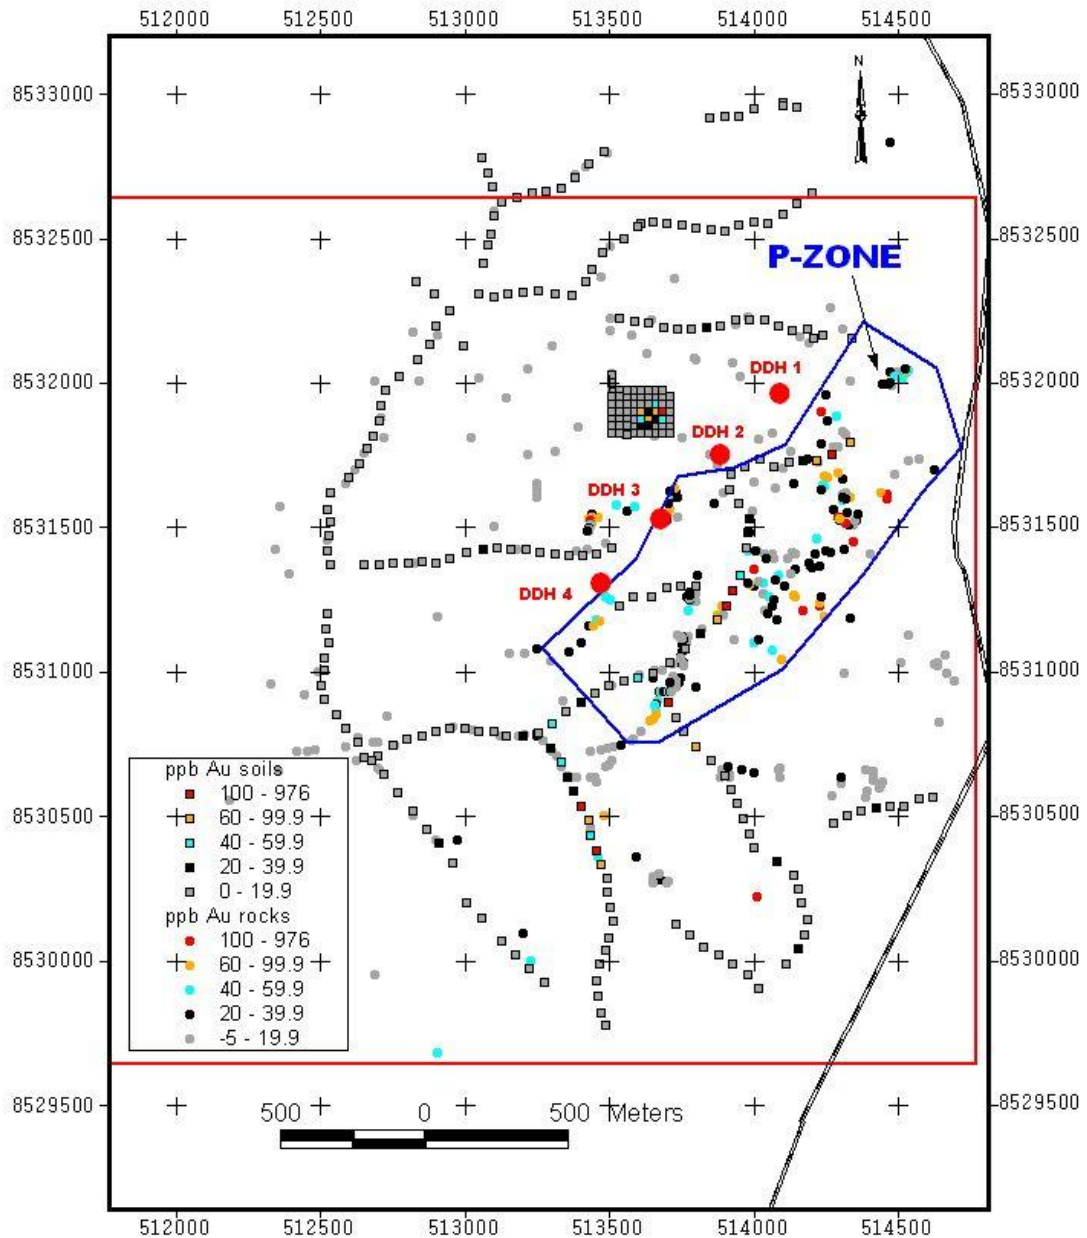 512000 512500 513000 513500 514000 514500
N
8533000 8533000
8532500 8532500
P-ZONE
8532000 8532000
DDH 1
DDH 2
DDH 3
8531500 8531500
DDH 4
8531000 8531000
ppb Au soils
100 - 976
60 - 99.9
40 - 59.9
20 - 39.9
0 - 19.9
ppb Au rocks
100 - 976
60 - 99.9
40 - 59.9
20 - 39.9
-5 - 19.9
8530500 8530500
8530000 8530000
8529500 8529500
500 0 500 Meters
512000 512500 513000 513500 514000 514500